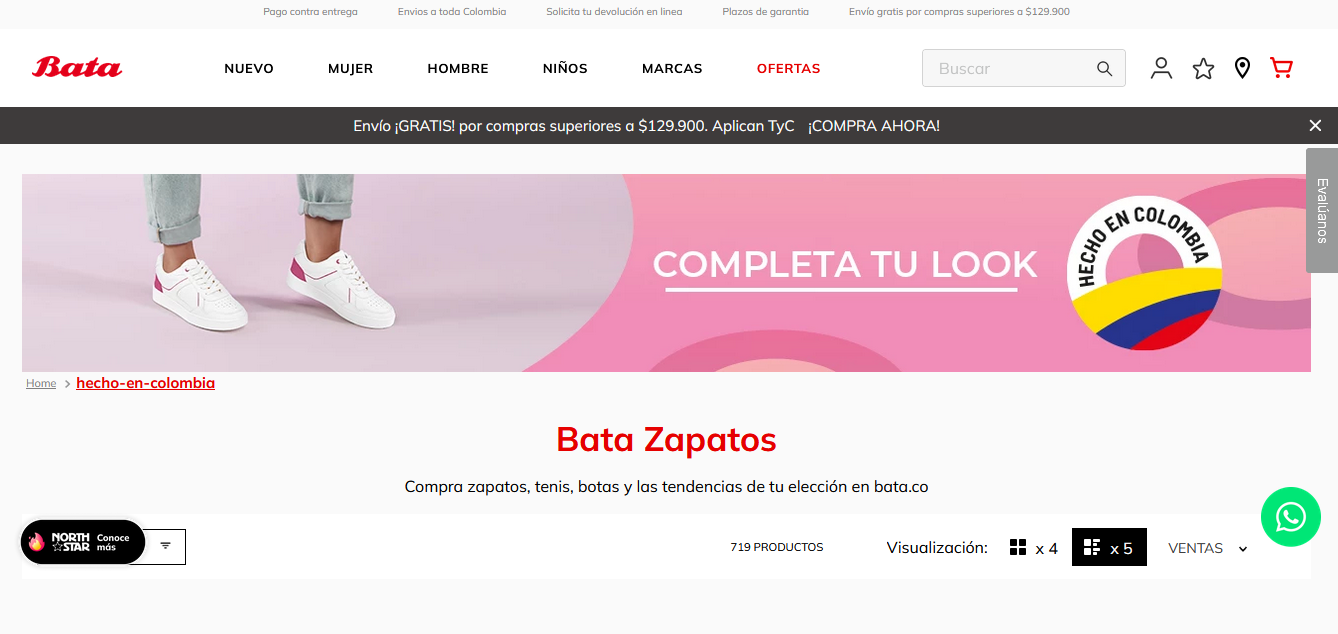 Pago contra entrega
Envios a toda Colombia
Solicita tu devolución en linea
Plazos de garantia
Envío gratis por compras superiores a $129.900
Bata
NUEVO
MUJER
HOMBRE
NIÑOS
MARCAS
OFERTAS
Buscar
Envío ¡GRATIS! por compras superiores a $129.900. Aplican TyC ¡COMPRA AHORA!
Evalúanos
COMPLETA TU LOOK
HECHO EN COLOMBIA
Home > hecho-en-colombia
Bata Zapatos
Compra zapatos, tenis, botas y las tendencias de tu elección en bata.co
NORTH
STAR
Conoce
más
719 PRODUCTOS
Visualización:
x 4
x 5
VENTAS